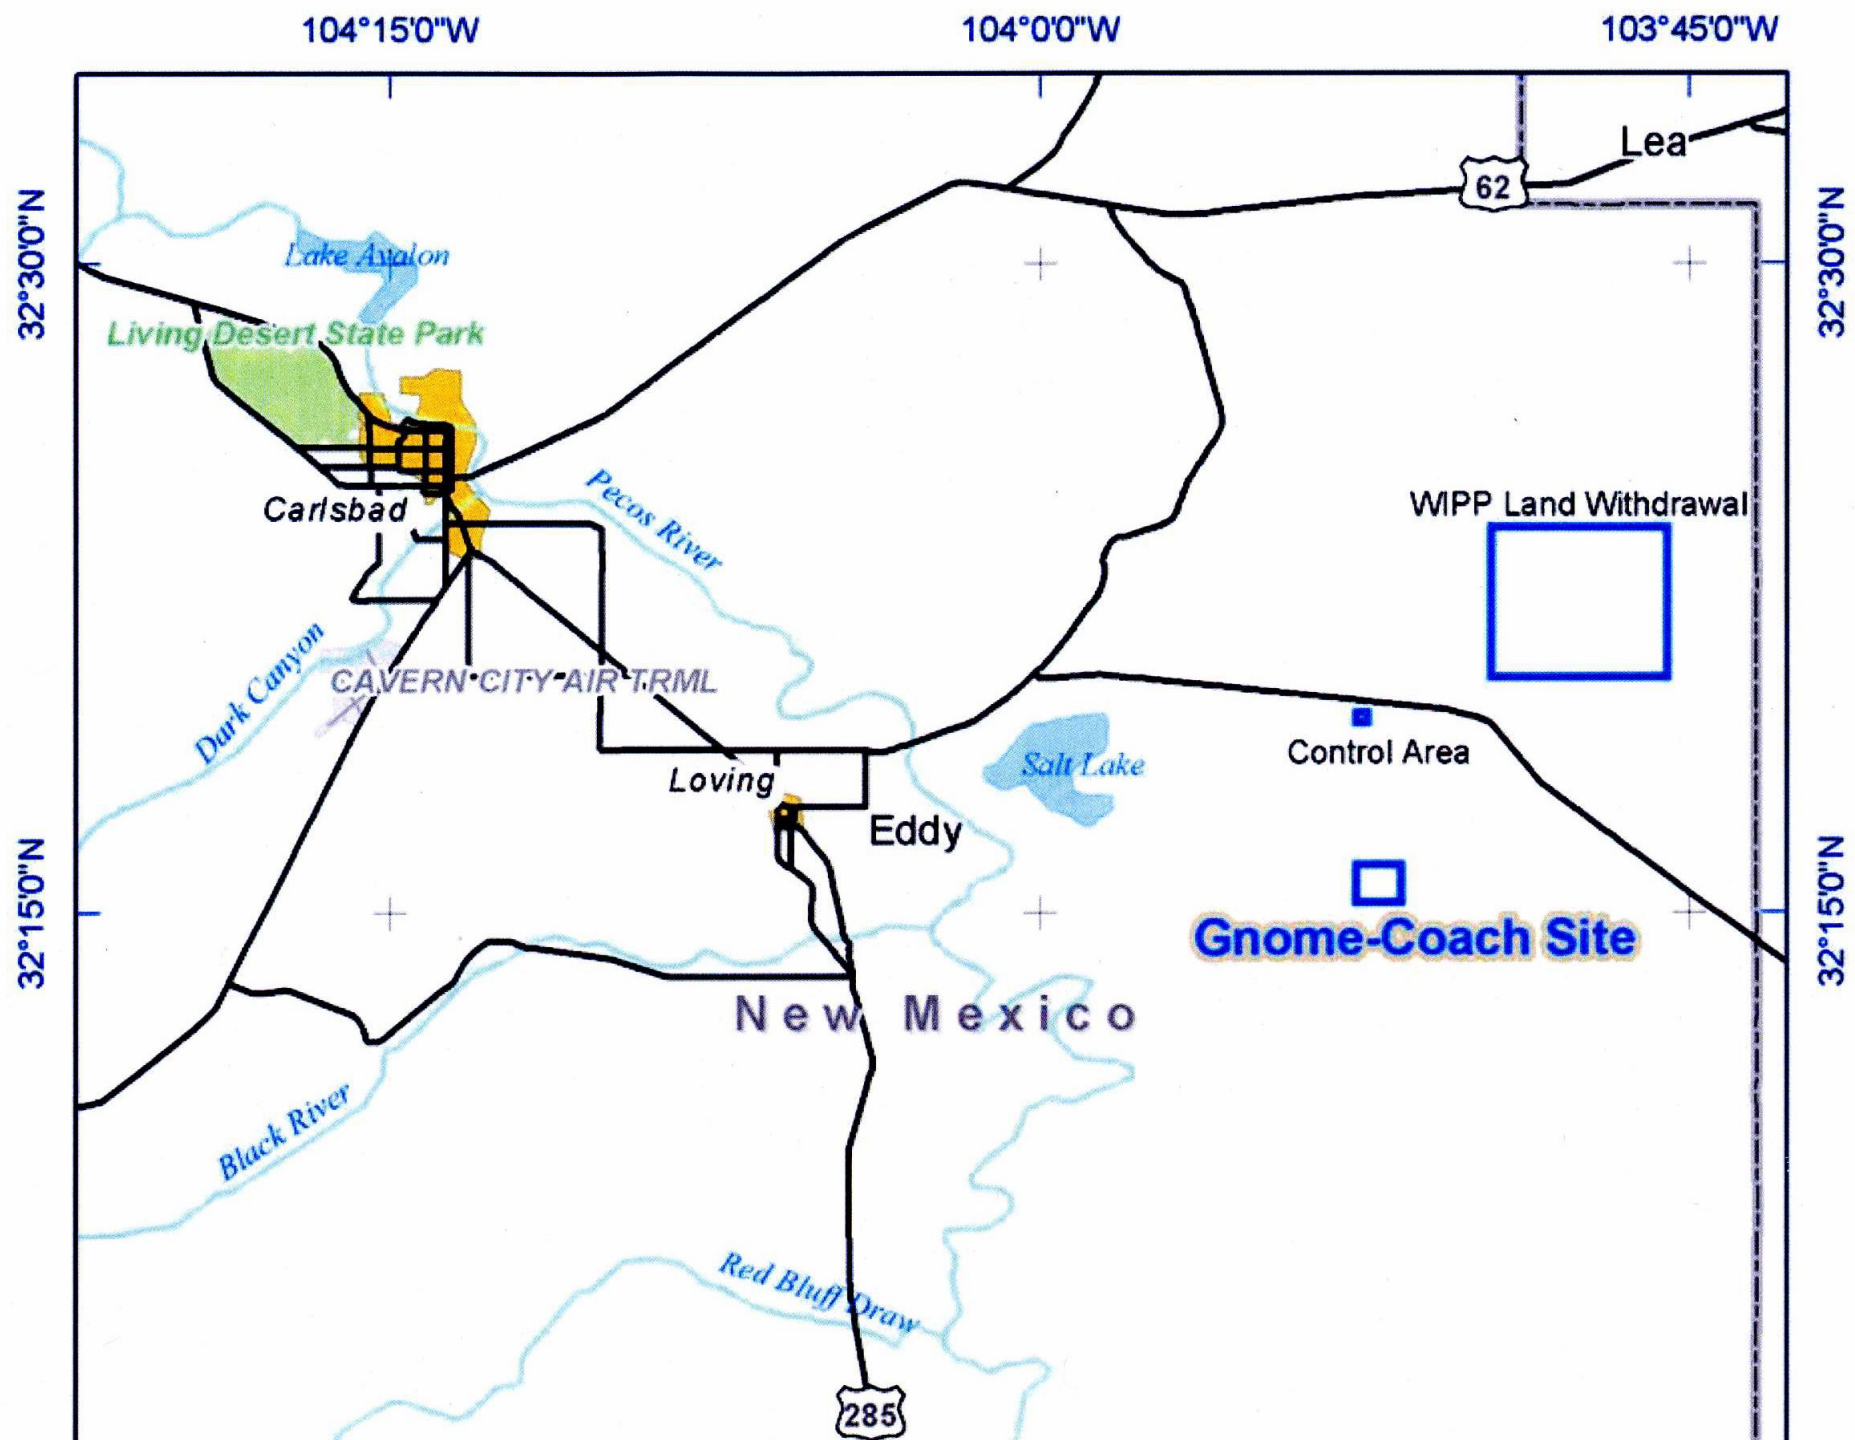 104°15'0"W
104°0'0"W
103°45'0"W
Lea
62
32°30'0"N
32°30'0"N
Lake Avalon
Living Desert State Park
Carlsbad
Pecos River
WIPP Land Withdrawal
Dark Canyon
CAVERN CITY AIR TRML
Control Area
Loving
Salt Lake
Eddy
32°15'0"N
32°15'0"N
Gnome-Coach Site
New Mexico
Black River
Red Bluff Draw
285